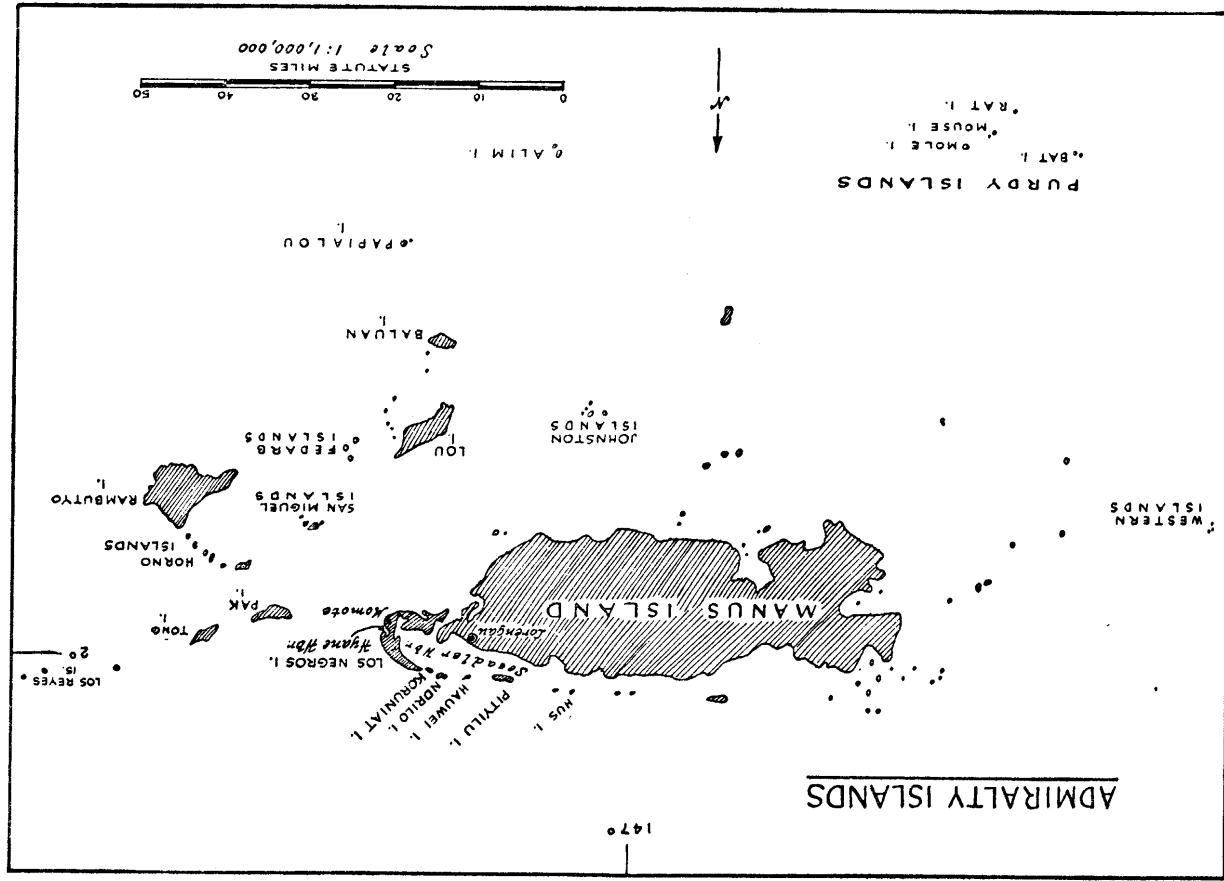 147°
ADMIRALTY ISLANDS
HUS I.
PITYILU I.
HAUWEI I.
NDRILO I.
KORUNIAT I.
LOS REYES
IS.
2°
LOS NEGROS I.
Seeadler Hbr.
Hyane Hbr.
Lorengau
Momote
MANUS ISLAND
TONG
I.
PAK
I.
HORNO
ISLANDS
WESTERN
ISLANDS
SAN MIGUEL
ISLANDS
RAMBUTYO
I.
JOHNSTON
ISLANDS
LOU
I.
FEDARB
ISLANDS
BALUAN
I.
PAPIALOU
I.
PURDY ISLANDS
BAT I.
MOLE I.
MOUSE I.
RAT I.
ALIM I.
N
0 10 20 30 40 50
STATUTE MILES
Scale 1:1,000,000